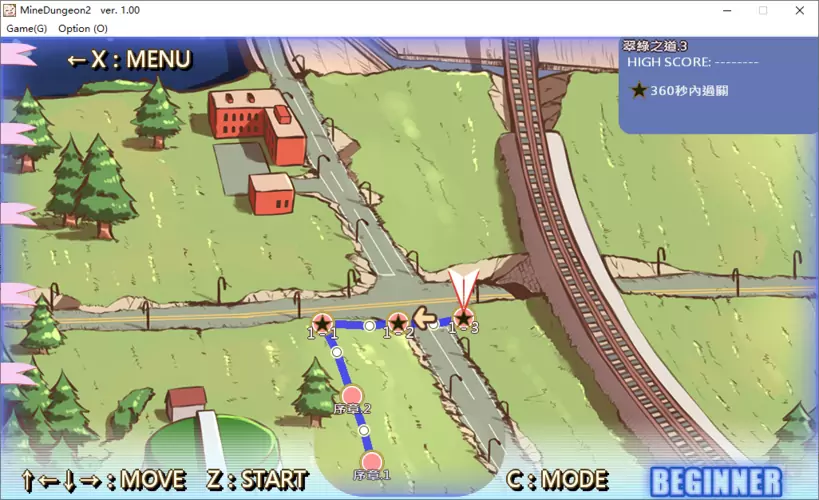 MineDungeon2 ver. 1.00
Game(G) Option (O)
←X : MENU
翠綠之道.3
HIGH SCORE: --------
★360秒內過關
1-1
1-2
1-3
序章.2
序章.1
↑←↓→ : MOVE Z : START
C : MODE
BEGINNER